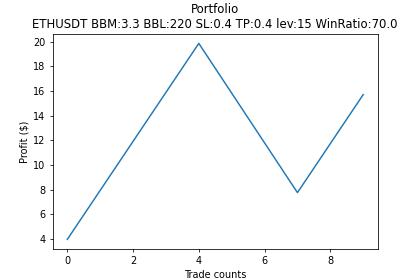 Portfolio
ETHUSDT BBM:3.3 BBL:220 SL:0.4 TP:0.4 lev:15 WinRatio:70.0
20
18
16
14
12
10
8
6
4
Profit ($)
0 2 4 6 8
Trade counts